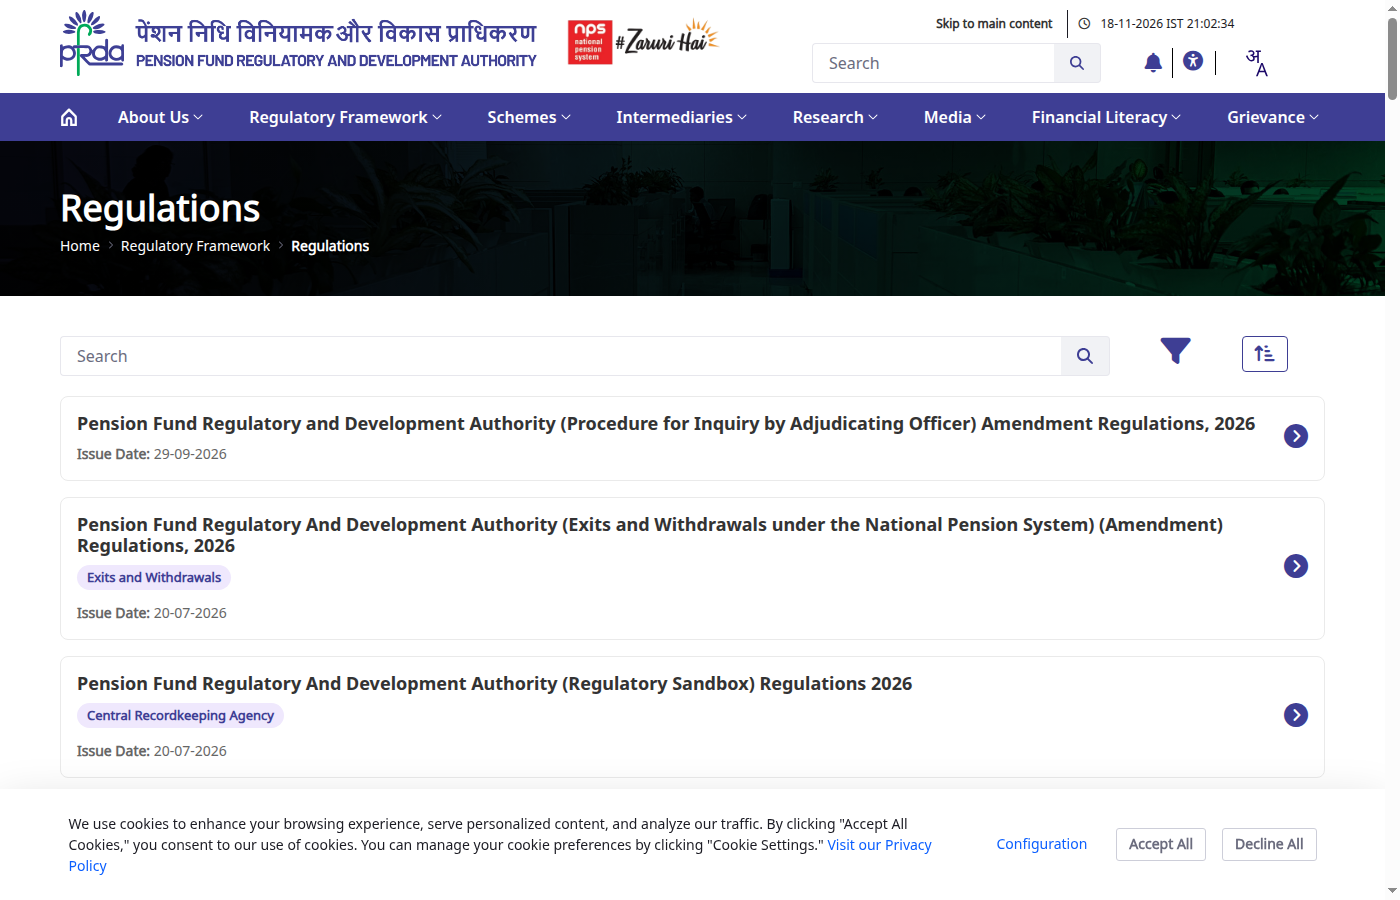 पेंशन निधि विनियामक और विकास प्राधिकरण
prda
PENSION FUND REGULATORY AND DEVELOPMENT AUTHORITY
nps
national
pension
system
#Zaruri Hai
Skip to main content
18-11-2026 IST 21:02:34
Search
अ
A
About Us
Regulatory Framework
Schemes
Intermediaries
Research
Media
Financial Literacy
Grievance
Regulations
Home
Regulatory Framework
Regulations
Search
Pension Fund Regulatory and Development Authority (Procedure for Inquiry by Adjudicating Officer) Amendment Regulations, 2026
Issue Date: 29-09-2026
Pension Fund Regulatory And Development Authority (Exits and Withdrawals under the National Pension System) (Amendment)
Regulations, 2026
Exits and Withdrawals
Issue Date: 20-07-2026
Pension Fund Regulatory And Development Authority (Regulatory Sandbox) Regulations 2026
Central Recordkeeping Agency
Issue Date: 20-07-2026
We use cookies to enhance your browsing experience, serve personalized content, and analyze our traffic. By clicking "Accept All
Cookies," you consent to our use of cookies. You can manage your cookie preferences by clicking "Cookie Settings." Visit our Privacy
Policy
Configuration
Accept All
Decline All